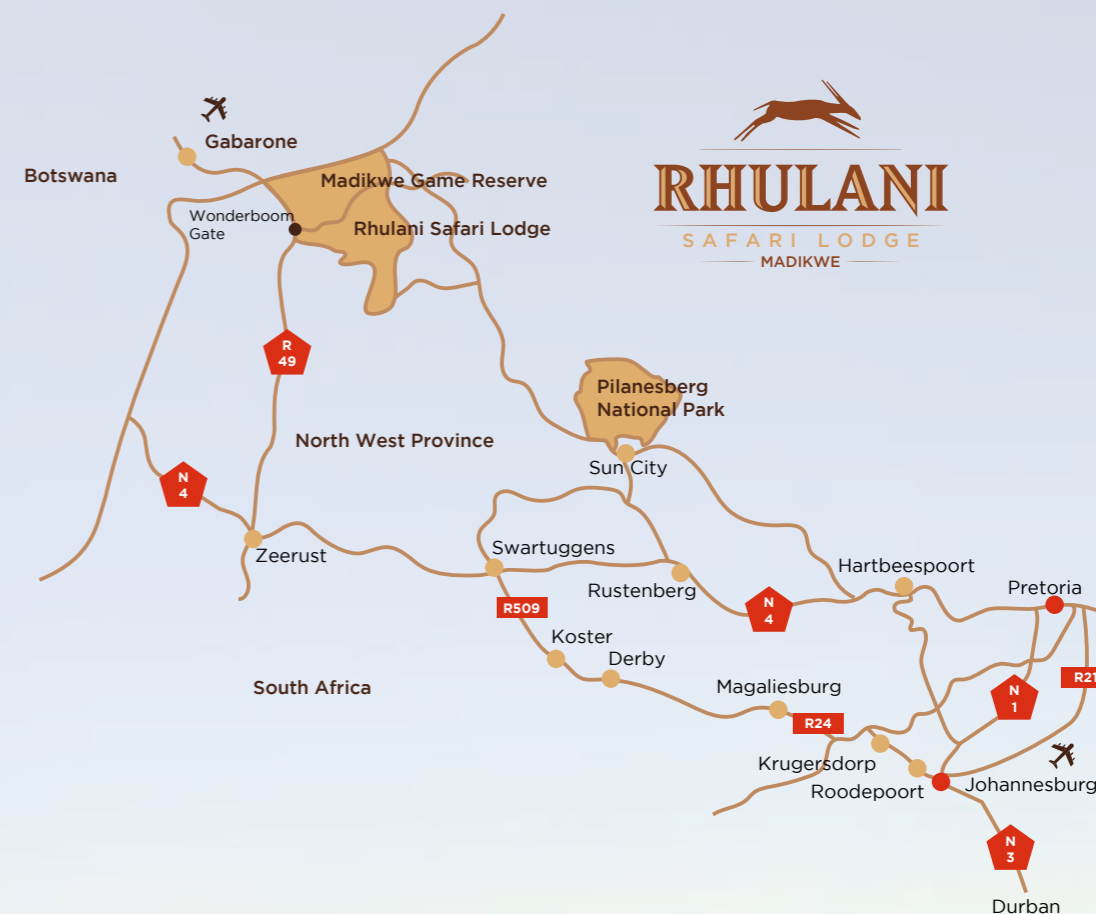 Gabarone
Botswana
Madikwe Game Reserve
Wonderboom
Gate
Rhulani Safari Lodge
RHULANI
SAFARI LODGE
MADIKWE
R
49
Pilanesberg
National Park
North West Province
Sun City
N
4
Zeerust
Swartuggens
Rustenberg
Hartbeespoort
Pretoria
R509
N
4
Koster
Derby
South Africa
Magaliesburg
R24
N
1
R21
Krugersdorp
Roodepoort
Johannesburg
N
3
Durban